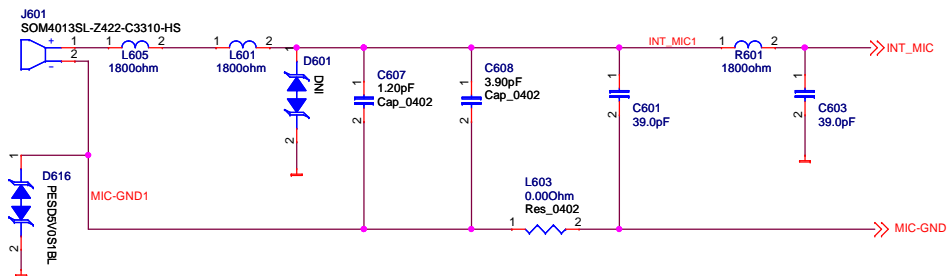 J601
SOM4013SL-Z422-C3310-HS
+
1
2
−
1
2
L605
1800ohm
1
2
L601
1800ohm
1
D601
DNI
2
1
C607
1.20pF
Cap_0402
2
1
C608
3.90pF
Cap_0402
2
INT_MIC1
1
C601
39.0pF
2
1
2
R601
1800ohm
INT_MIC
1
C603
39.0pF
2
1
D616
PESD5V0S1BL
2
MIC-GND1
L603
0.00Ohm
Res_0402
1
2
MIC-GND